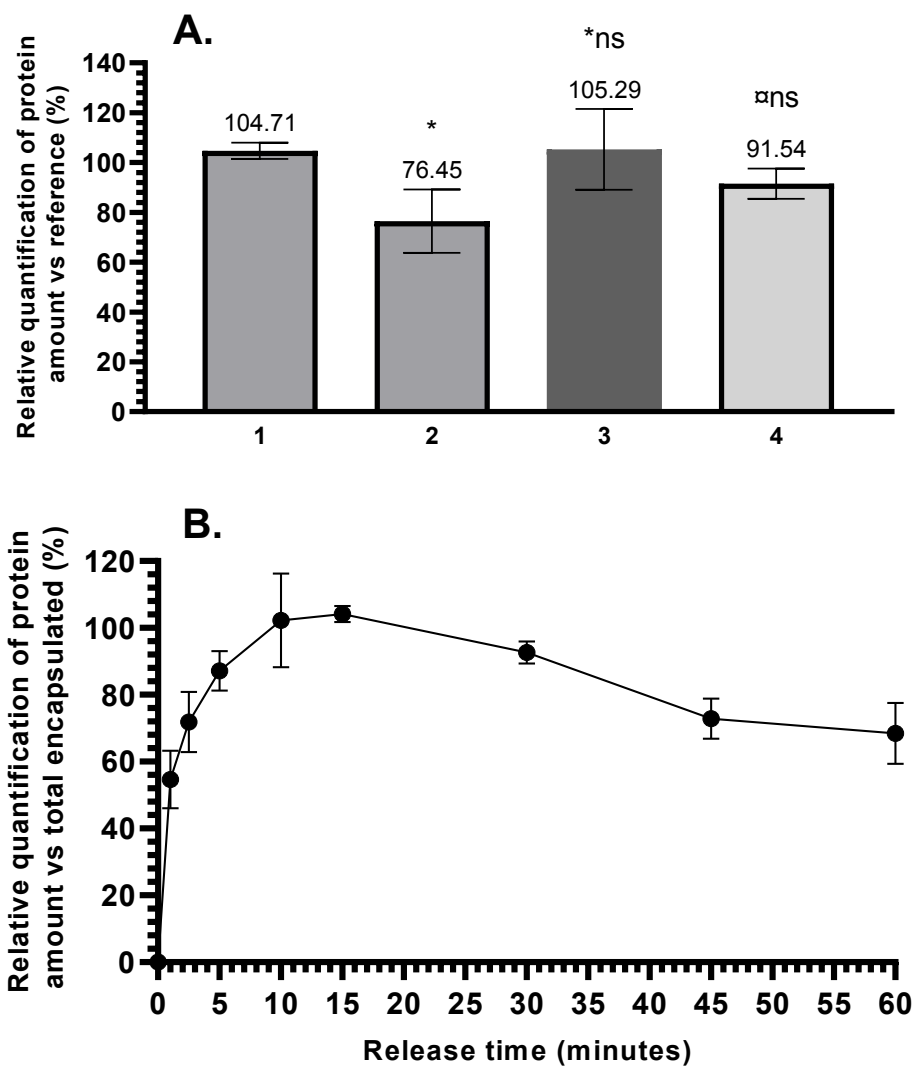 A.
Relative quantification of protein
amount vs reference (%)
140
120
100
80
60
40
20
0
104.71
*
76.45
*ns
105.29
¤ns
91.54
1 2 3 4
B.
Relative quantification of protein
amount vs total encapsulated (%)
120
100
80
60
40
20
0
0 5 10 15 20 25 30 35 40 45 50 55 60
Release time (minutes)